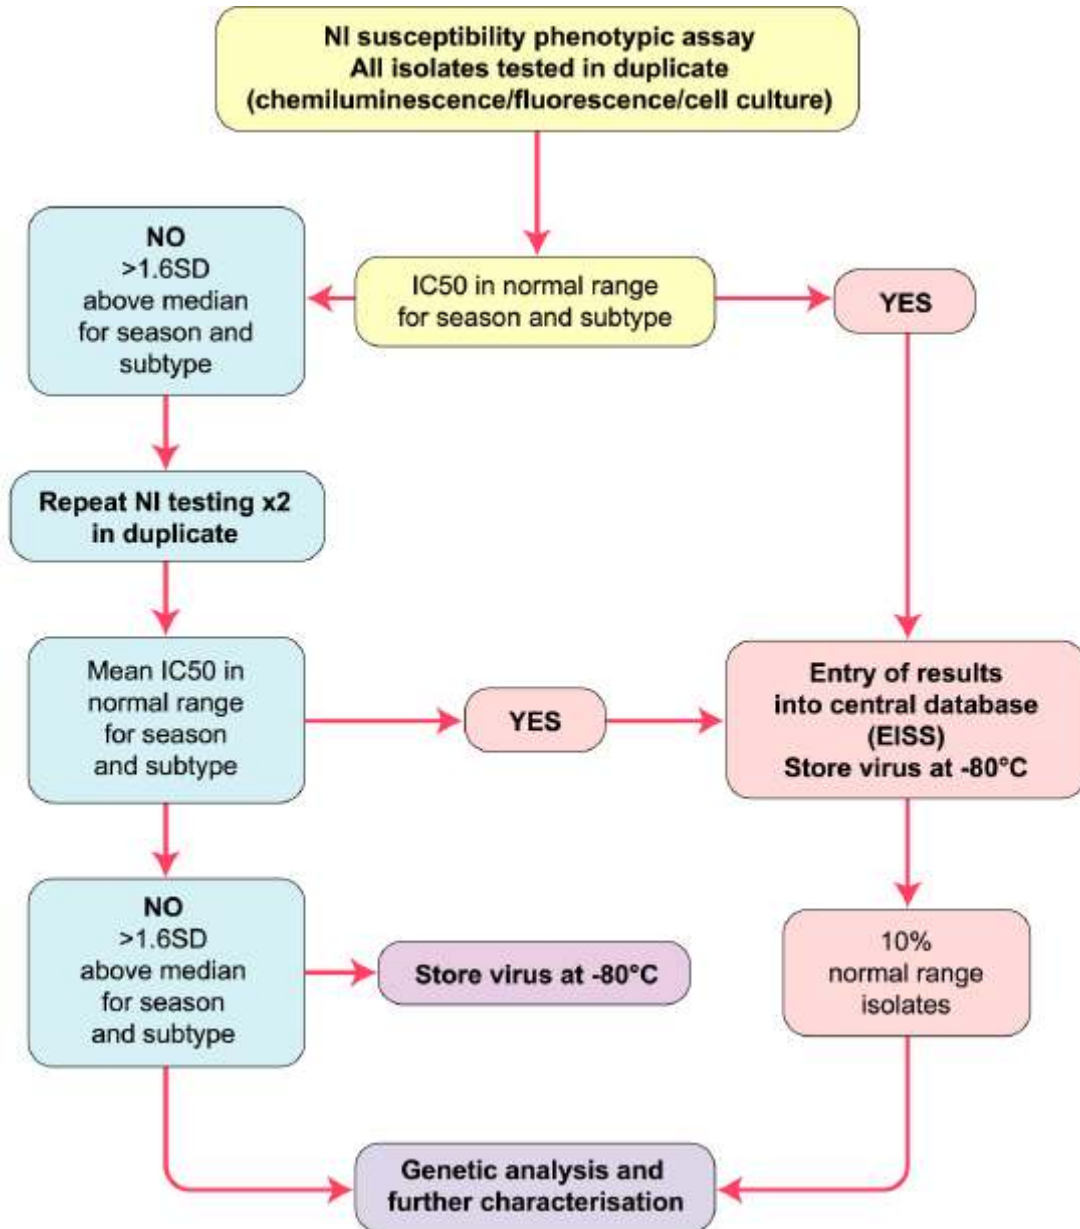 NI susceptibility phenotypic assay
All isolates tested in duplicate
(chemiluminescence/fluorescence/cell culture)
NO
>1.6SD
above median
for season and
subtype
IC50 in normal range
for season and subtype
YES
Repeat NI testing x2
in duplicate
Mean IC50 in
normal range
for season
and subtype
YES
Entry of results
into central database
(EISS)
Store virus at -80°C
NO
>1.6SD
above median
for season
and subtype
Store virus at -80°C
10%
normal range
isolates
Genetic analysis and
further characterisation